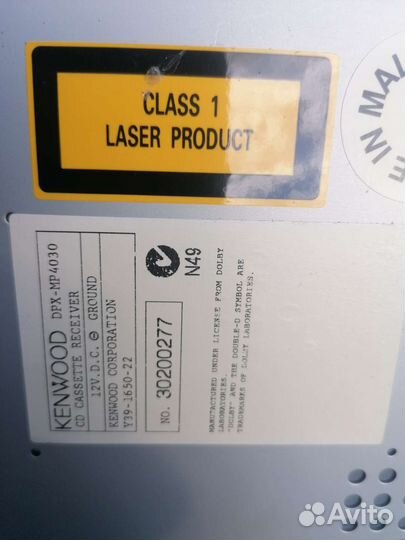 CLASS 1
LASER PRODUCT
IN MAL
KENWOOD DPX-MP4030
CD CASSETTE RECEIVER
12V.D.C. ⊖ GROUND
KENWOOD CORPORATION
Y39-1650-22
NO. 30200277
N49
MANUFACTURED UNDER LICENSE FROM DOLBY
LABORATORIES.
"DOLBY" AND THE DOUBLE-D SYMBOL ARE
TRADEMARKS OF DOLBY LABORATORIES.
Avito